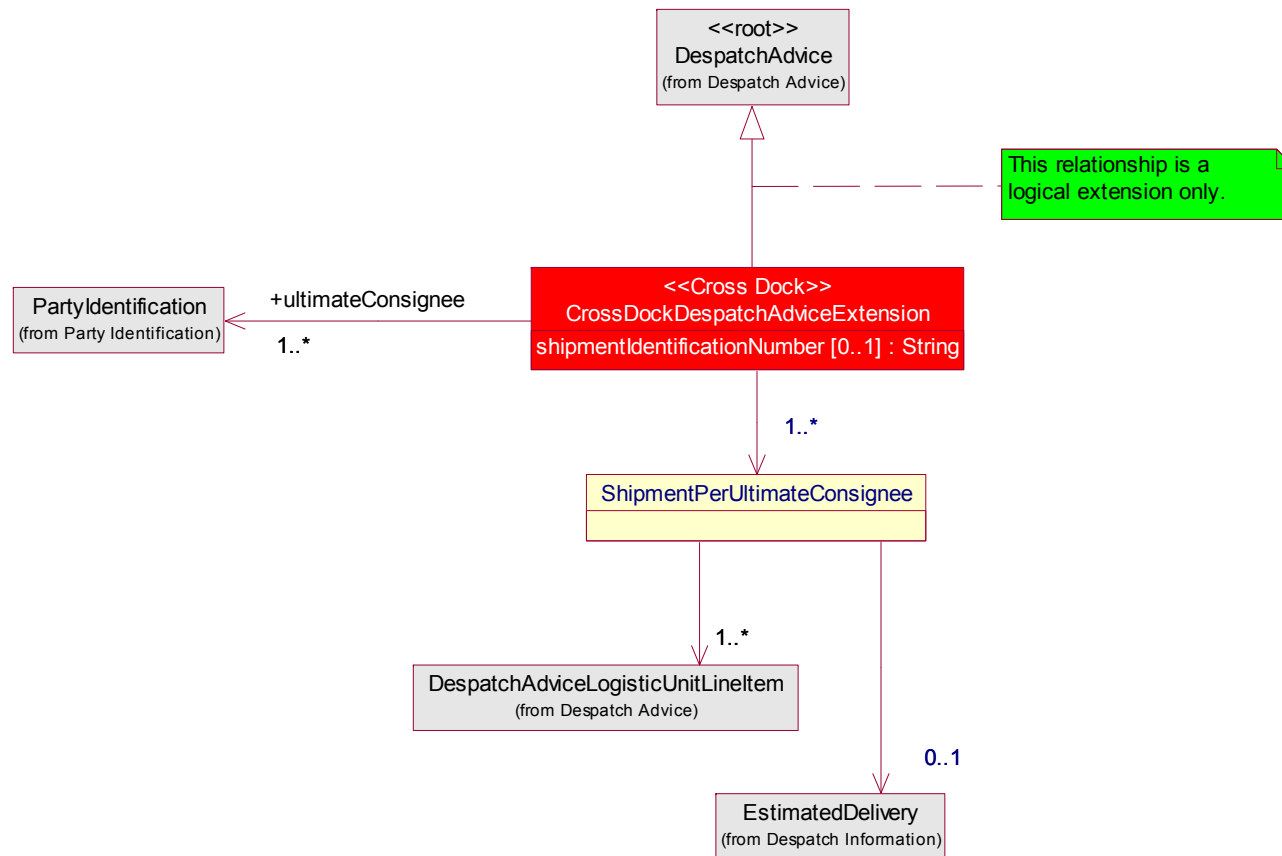 <<root>>
DespatchAdvice
(from Despatch Advice)
This relationship is a
logical extension only.
<<Cross Dock>>
CrossDockDespatchAdviceExtension
shipmentIdentificationNumber [0..1] : String
PartyIdentification
(from Party Identification)
+ultimateConsignee
1..*
1..*
ShipmentPerUltimateConsignee
1..*
DespatchAdviceLogisticUnitLineItem
(from Despatch Advice)
0..1
EstimatedDelivery
(from Despatch Information)